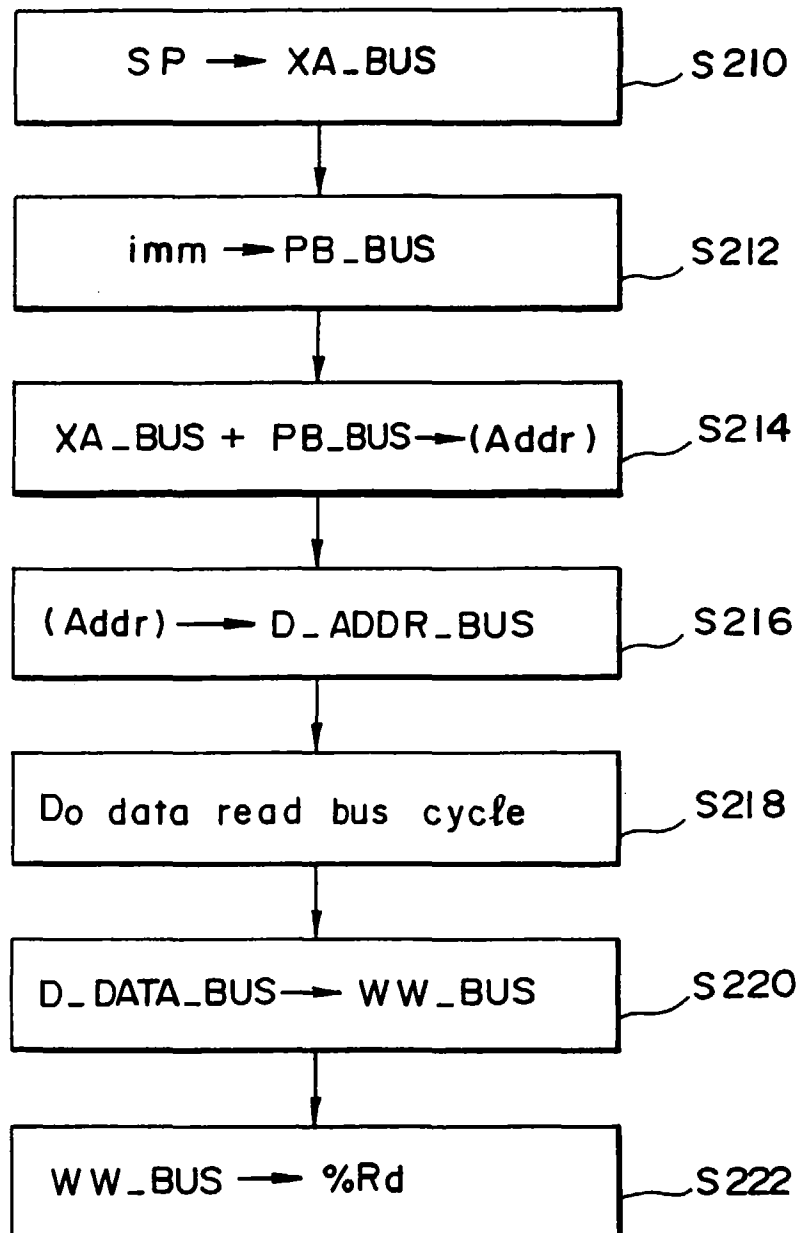 SP → XA_BUS S210
imm → PB_BUS S212
XA_BUS + PB_BUS → (Addr) S214
(Addr) → D_ADDR_BUS S216
Do data read bus cycle S218
D_DATA_BUS → WW_BUS S220
WW_BUS → %Rd S222